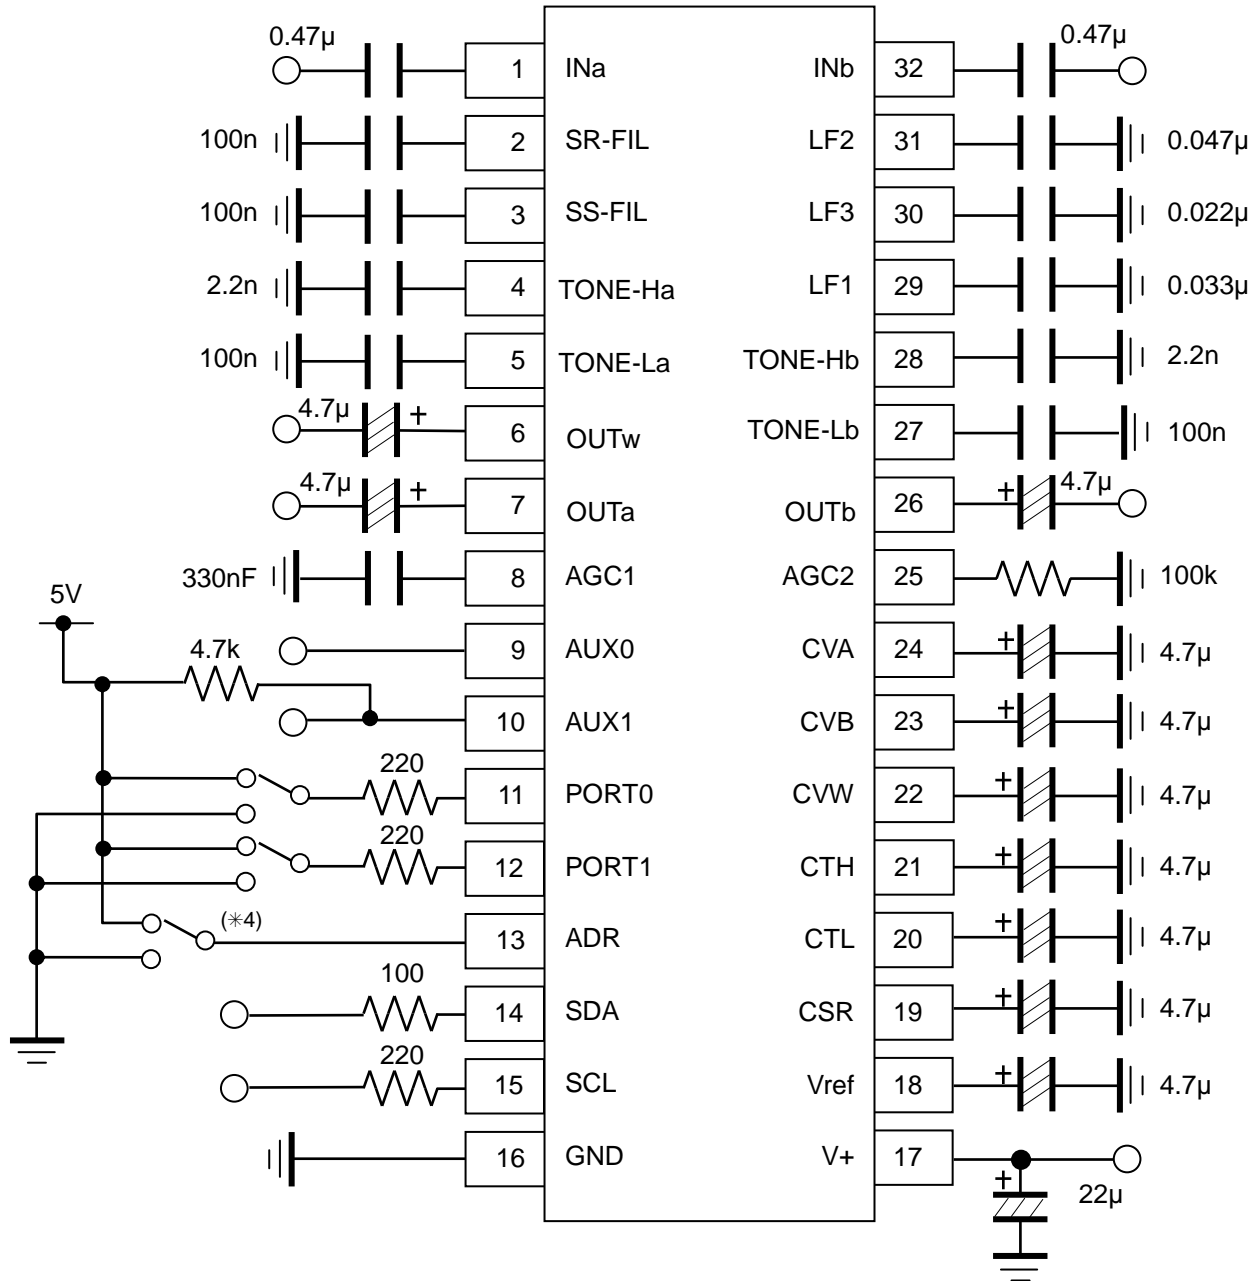 0.47µ 1 INa INb 32 0.47µ
100n 2 SR-FIL LF2 31 0.047µ
100n 3 SS-FIL LF3 30 0.022µ
2.2n 4 TONE-Ha LF1 29 0.033µ
100n 5 TONE-La TONE-Hb 28 2.2n
4.7µ + 6 OUTw TONE-Lb 27 100n
4.7µ + 7 OUTa OUTb 26 + 4.7µ
330nF 8 AGC1 AGC2 25 100k
5V
4.7k 9 AUX0 CVA 24 + 4.7µ
10 AUX1 CVB 23 + 4.7µ
220 11 PORT0 CVW 22 + 4.7µ
220 12 PORT1 CTH 21 + 4.7µ
(✳4) 13 ADR CTL 20 + 4.7µ
100 14 SDA CSR 19 + 4.7µ
220 15 SCL Vref 18 + 4.7µ
16 GND V+ 17
+ 22µ